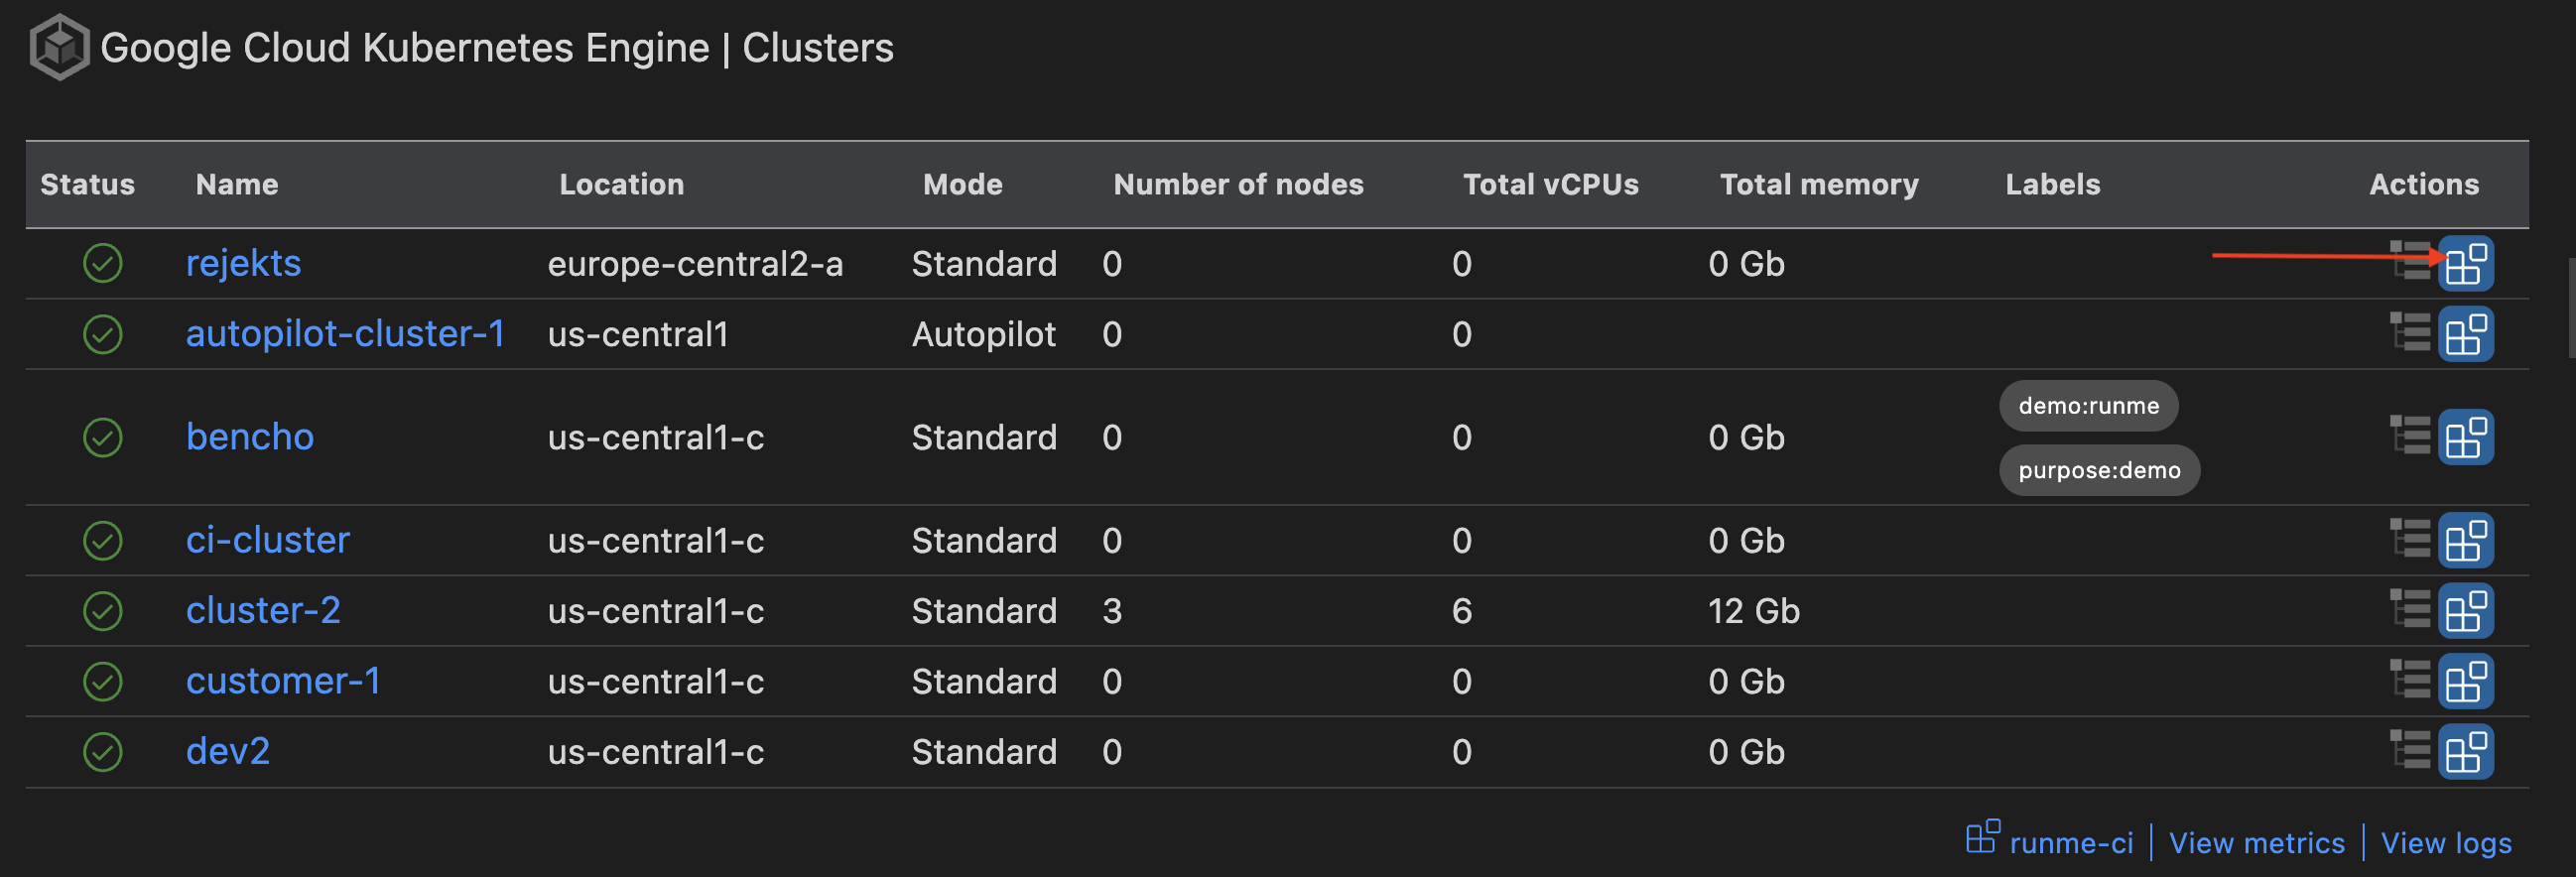 Google Cloud Kubernetes Engine | Clusters
Status Name Location Mode Number of nodes Total vCPUs Total memory Labels Actions
rejekts europe-central2-a Standard 0 0 0 Gb
autopilot-cluster-1 us-central1 Autopilot 0 0
bencho us-central1-c Standard 0 0 0 Gb demo:runme
purpose:demo
ci-cluster us-central1-c Standard 0 0 0 Gb
cluster-2 us-central1-c Standard 3 6 12 Gb
customer-1 us-central1-c Standard 0 0 0 Gb
dev2 us-central1-c Standard 0 0 0 Gb
runme-ci | View metrics | View logs